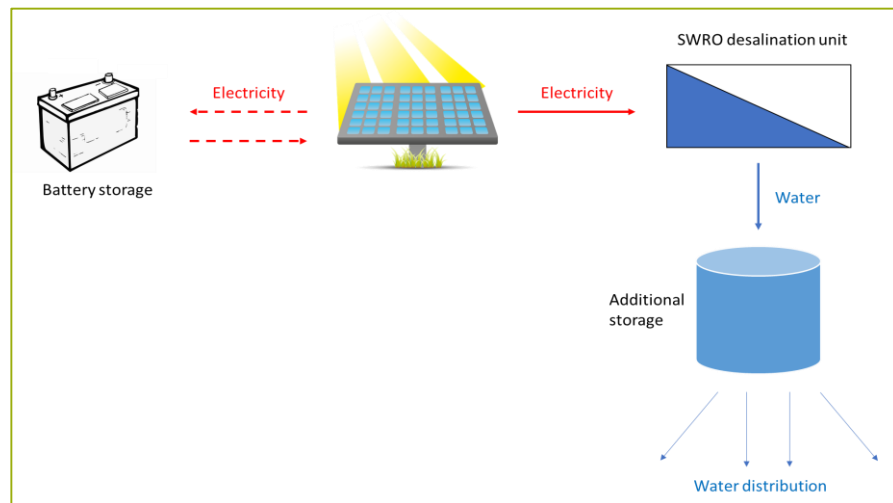 SWRO desalination unit
Electricity
Electricity
Battery storage
Water
Additional
storage
Water distribution